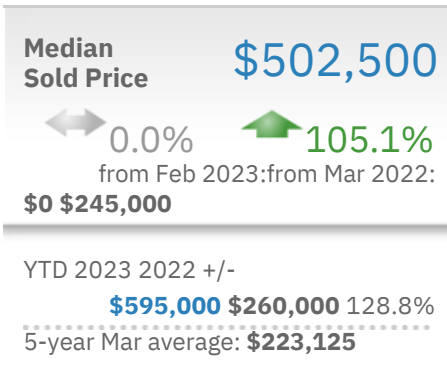 Median
Sold Price
$502,500
0.0%
105.1%
from Feb 2023:from Mar 2022:
$0 $245,000
YTD 2023 2022 +/-
$595,000 $260,000 128.8%
5-year Mar average: $223,125